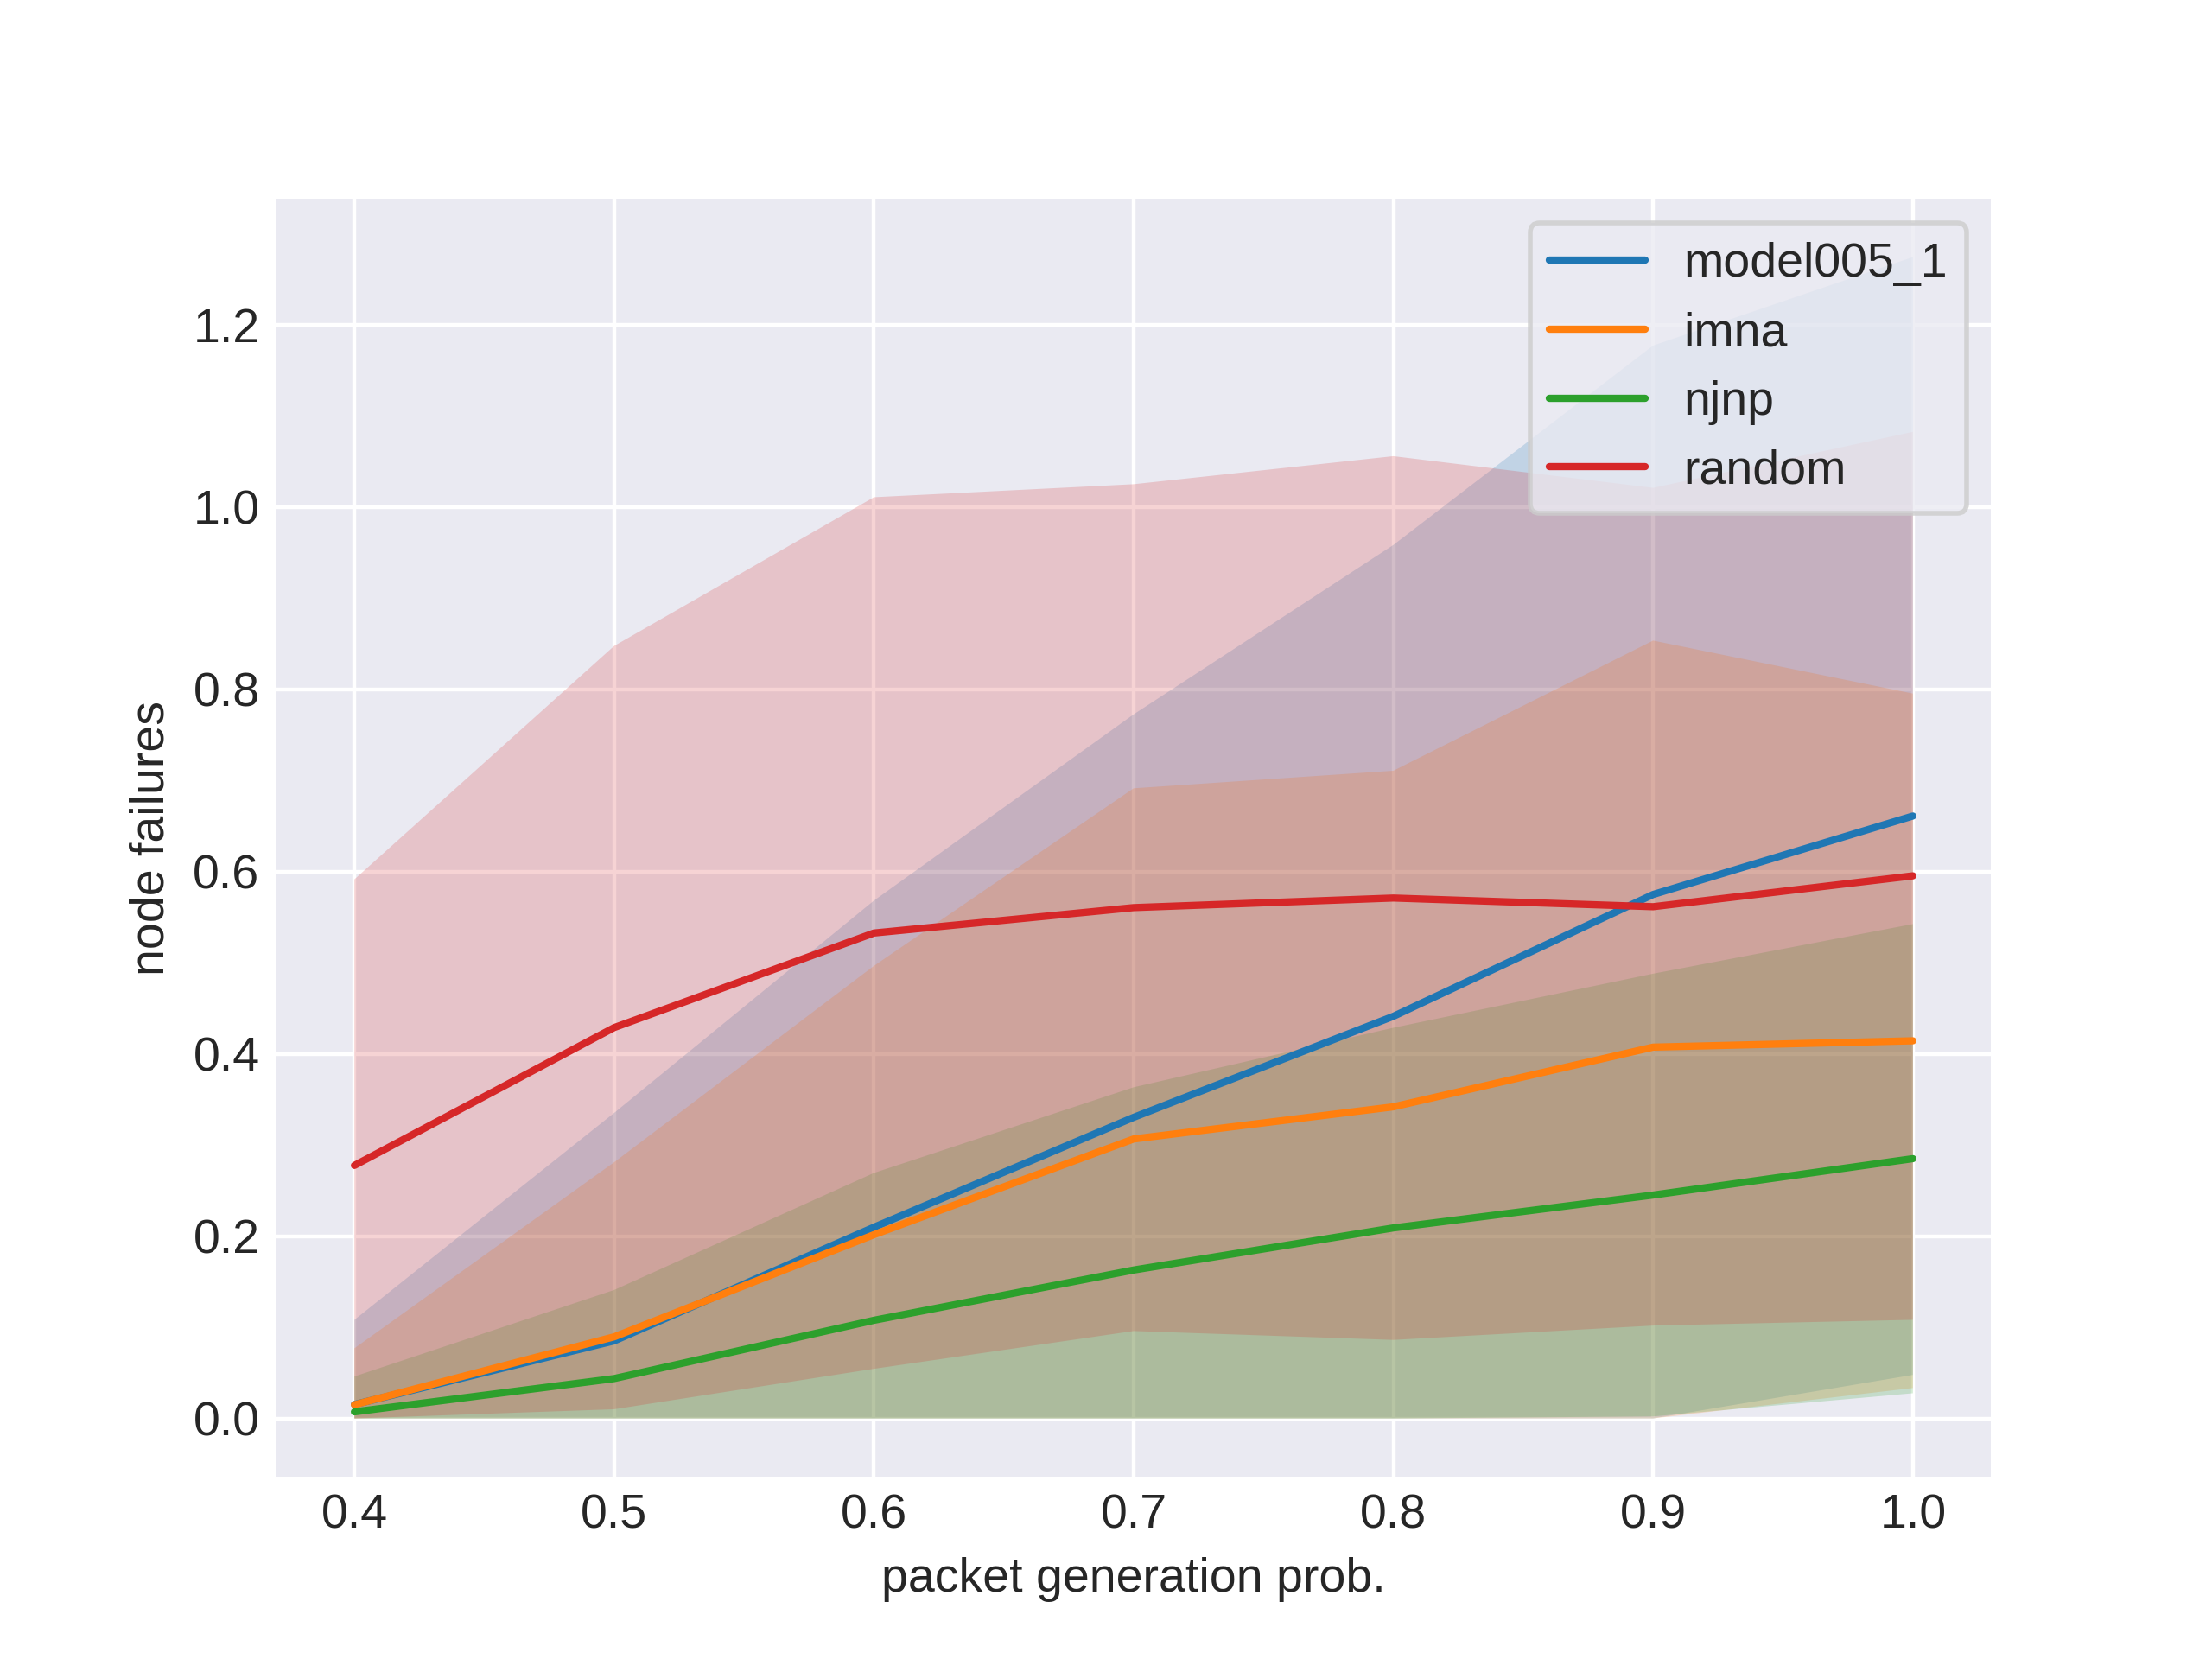 model005_1
imna
njnp
random
1.2
1.0
0.8
0.6
0.4
0.2
0.0
node failures
0.4 0.5 0.6 0.7 0.8 0.9 1.0
packet generation prob.